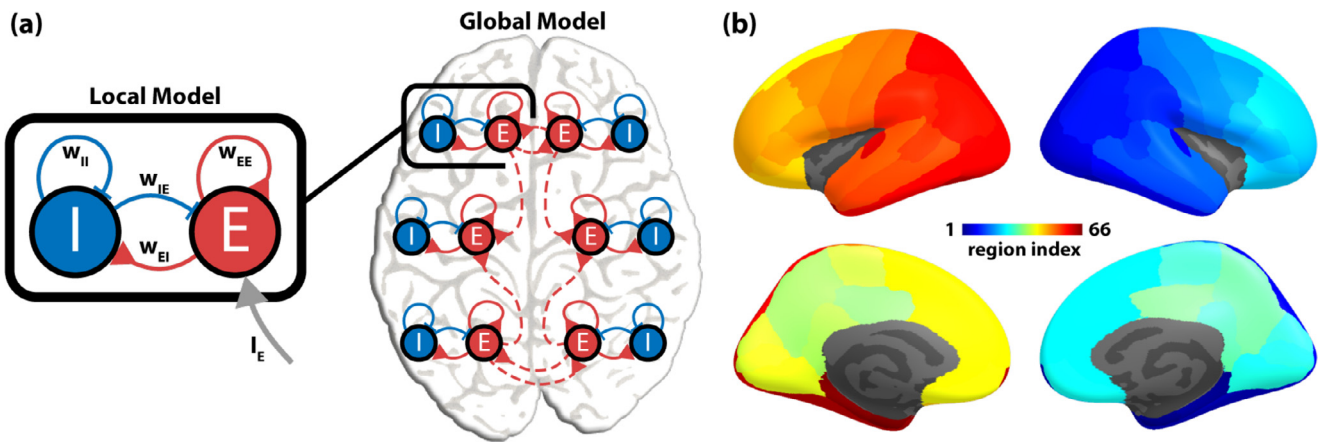 (a)
Global Model
(b)
Local Model
I E E I
w_II
w_EE
w_IE
I E
w_EI
I E E I
1 66
region index
I_E
I E E I